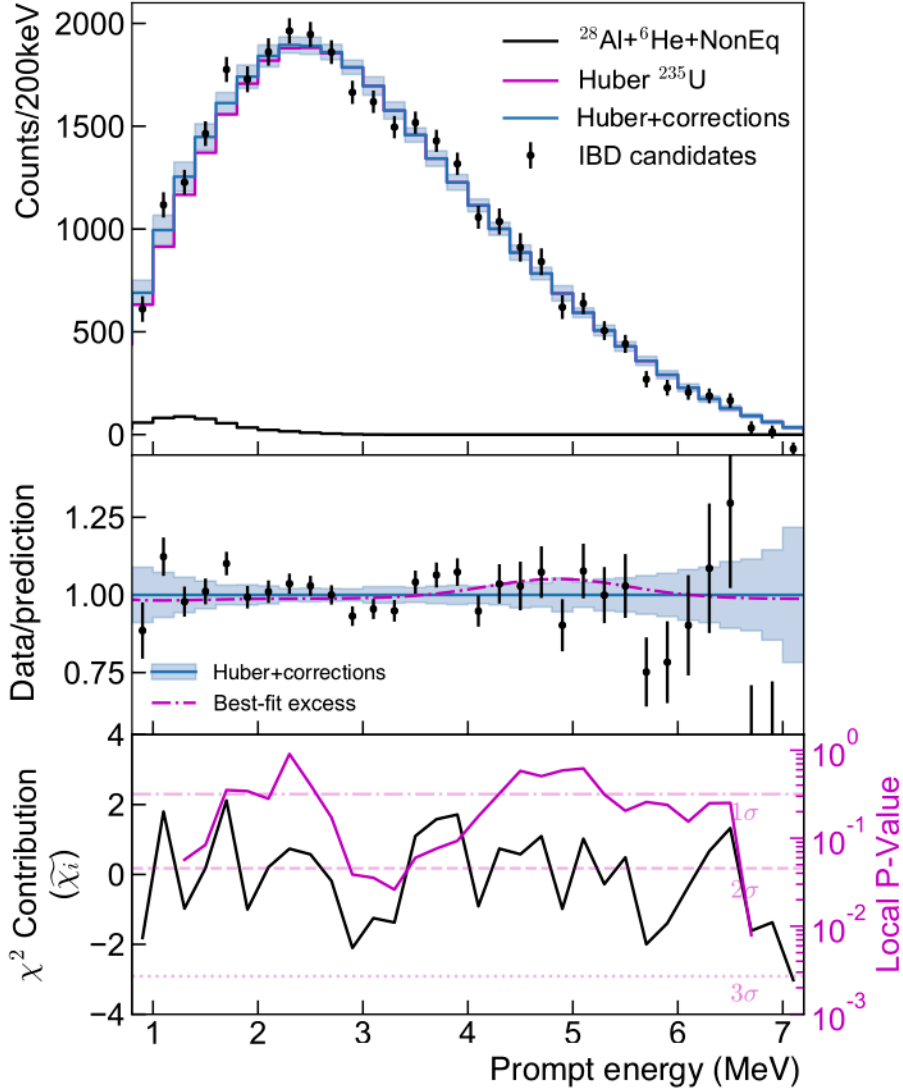 2000
1500
1000
500
0
Counts/200keV
²⁸Al+⁶He+NonEq
Huber ²³⁵U
Huber+corrections
IBD candidates
1.25
1.00
0.75
Data/prediction
Huber+corrections
Best-fit excess
4
2
0
−2
−4
χ² Contribution
(χ̃ᵢ)
10⁰
10⁻¹
10⁻²
10⁻³
Local P-Value
1σ
2σ
3σ
1 2 3 4 5 6 7
Prompt energy (MeV)